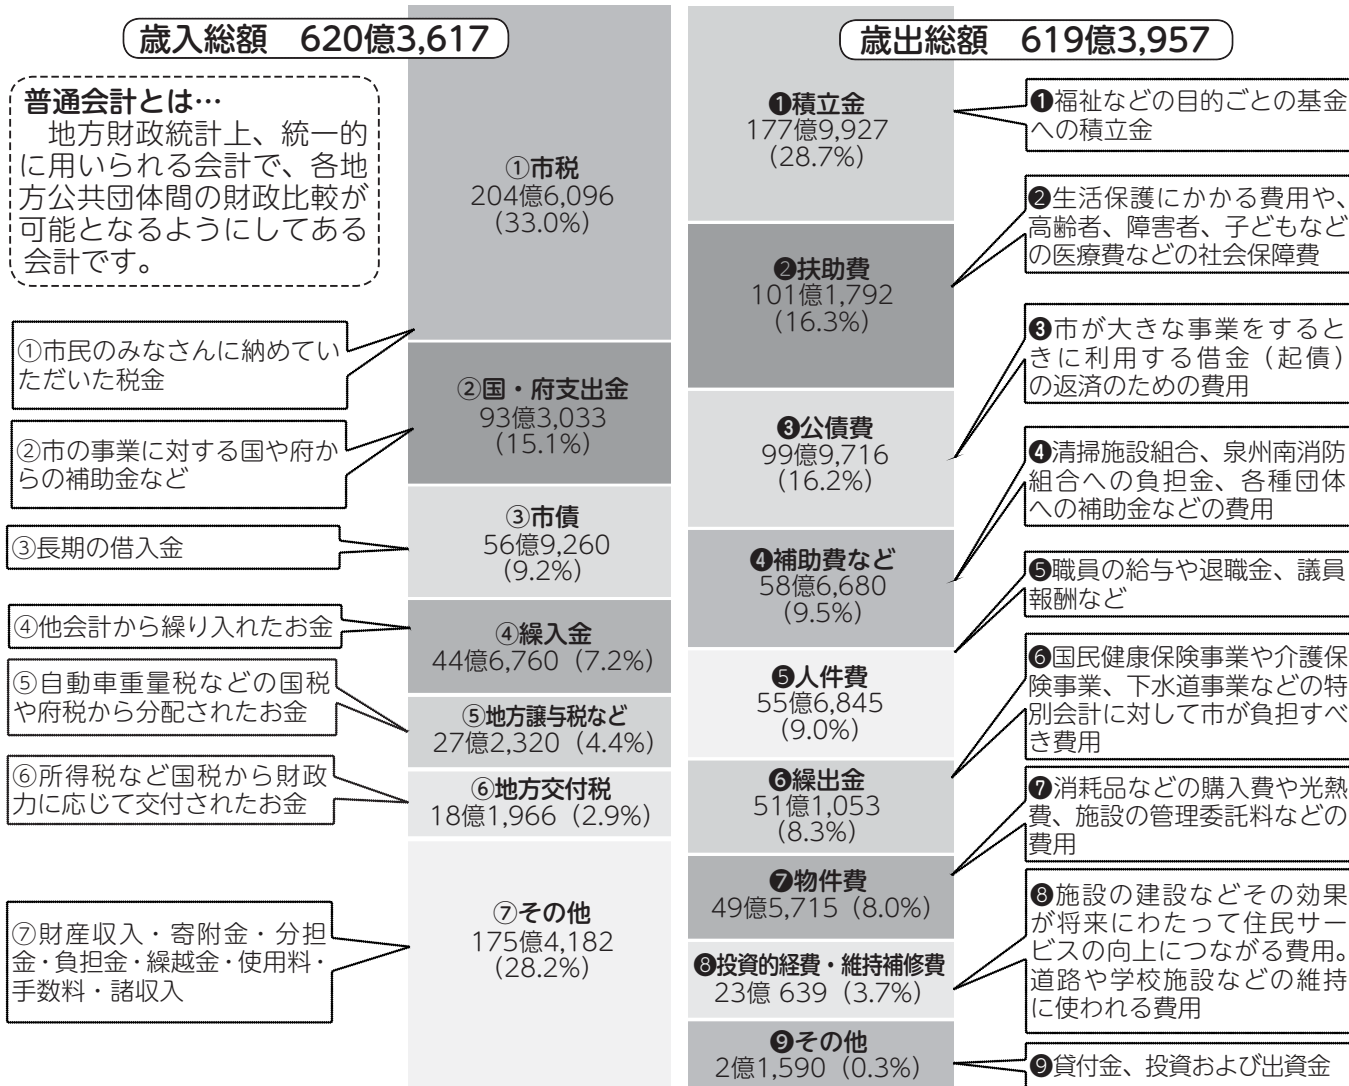 歳入総額 620億3,617
普通会計とは…
地方財政統計上、統一的
に用いられる会計で、各地
方公共団体間の財政比較が
可能となるようにしてある
会計です。
①市民のみなさんに納めてい
ただいた税金
②市の事業に対する国や府か
らの補助金など
③長期の借入金
④他会計から繰り入れたお金
⑤自動車重量税などの国税
や府税から分配されたお金
⑥所得税など国税から財政
力に応じて交付されたお金
⑦財産収入・寄附金・分担
金・負担金・繰越金・使用料・
手数料・諸収入
①市税
204億6,096
(33.0%)
②国・府支出金
93億3,033
(15.1%)
③市債
56億9,260
(9.2%)
④繰入金
44億6,760 (7.2%)
⑤地方譲与税など
27億2,320 (4.4%)
⑥地方交付税
18億1,966 (2.9%)
⑦その他
175億4,182
(28.2%)
歳出総額 619億3,957
❶積立金
177億9,927
(28.7%)
❷扶助費
101億1,792
(16.3%)
❸公債費
99億9,716
(16.2%)
❹補助費など
58億6,680
(9.5%)
❺人件費
55億6,845
(9.0%)
❻繰出金
51億1,053
(8.3%)
❼物件費
49億5,715 (8.0%)
❽投資的経費・維持補修費
23億 639 (3.7%)
❾その他
2億1,590 (0.3%)
❶福祉などの目的ごとの基金
への積立金
❷生活保護にかかる費用や、
高齢者、障害者、子どもなど
の医療費などの社会保障費
❸市が大きな事業をすると
きに利用する借金(起債)
の返済のための費用
❹清掃施設組合、泉州南消防
組合への負担金、各種団体
への補助金などの費用
❺職員の給与や退職金、議員
報酬など
❻国民健康保険事業や介護保
険事業、下水道事業などの特
別会計に対して市が負担すべ
き費用
❼消耗品などの購入費や光熱
費、施設の管理委託料などの
費用
❽施設の建設などその効果
が将来にわたって住民サー
ビスの向上につながる費用。
道路や学校施設などの維持
に使われる費用
❾貸付金、投資および出資金